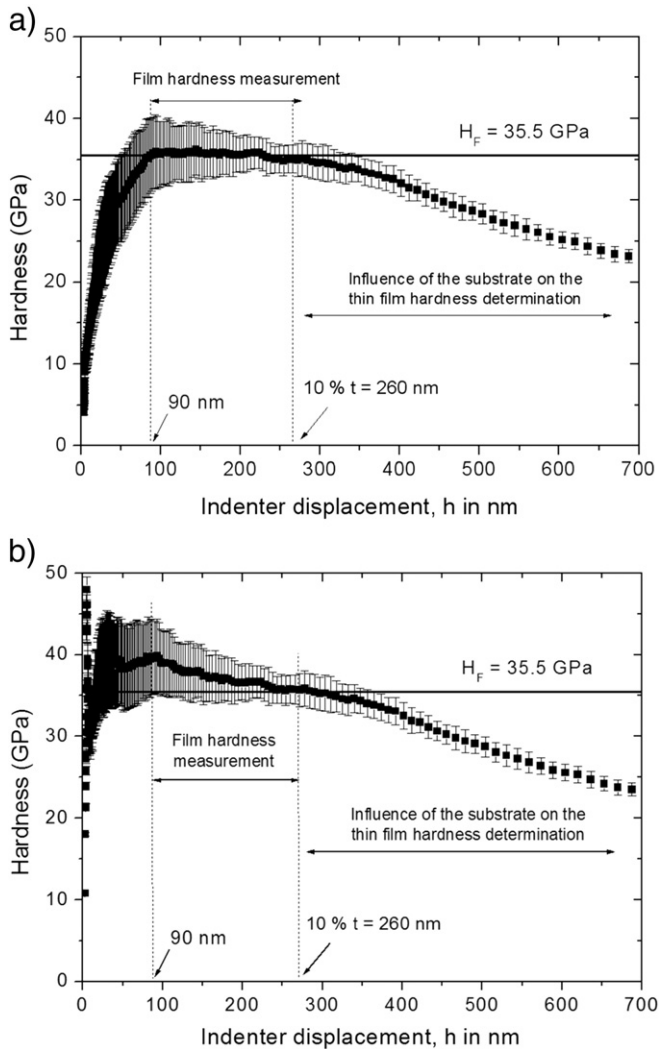 a)
50
40
30
20
10
0
Hardness (GPa)
Film hardness measurement
H_F = 35.5 GPa
Influence of the substrate on the
thin film hardness determination
90 nm
10 % t = 260 nm
0 100 200 300 400 500 600 700
Indenter displacement, h in nm
b)
50
40
30
20
10
0
Hardness (GPa)
H_F = 35.5 GPa
Film hardness
measurement
Influence of the substrate on the
thin film hardness determination
90 nm
10 % t = 260 nm
0 100 200 300 400 500 600 700
Indenter displacement, h in nm